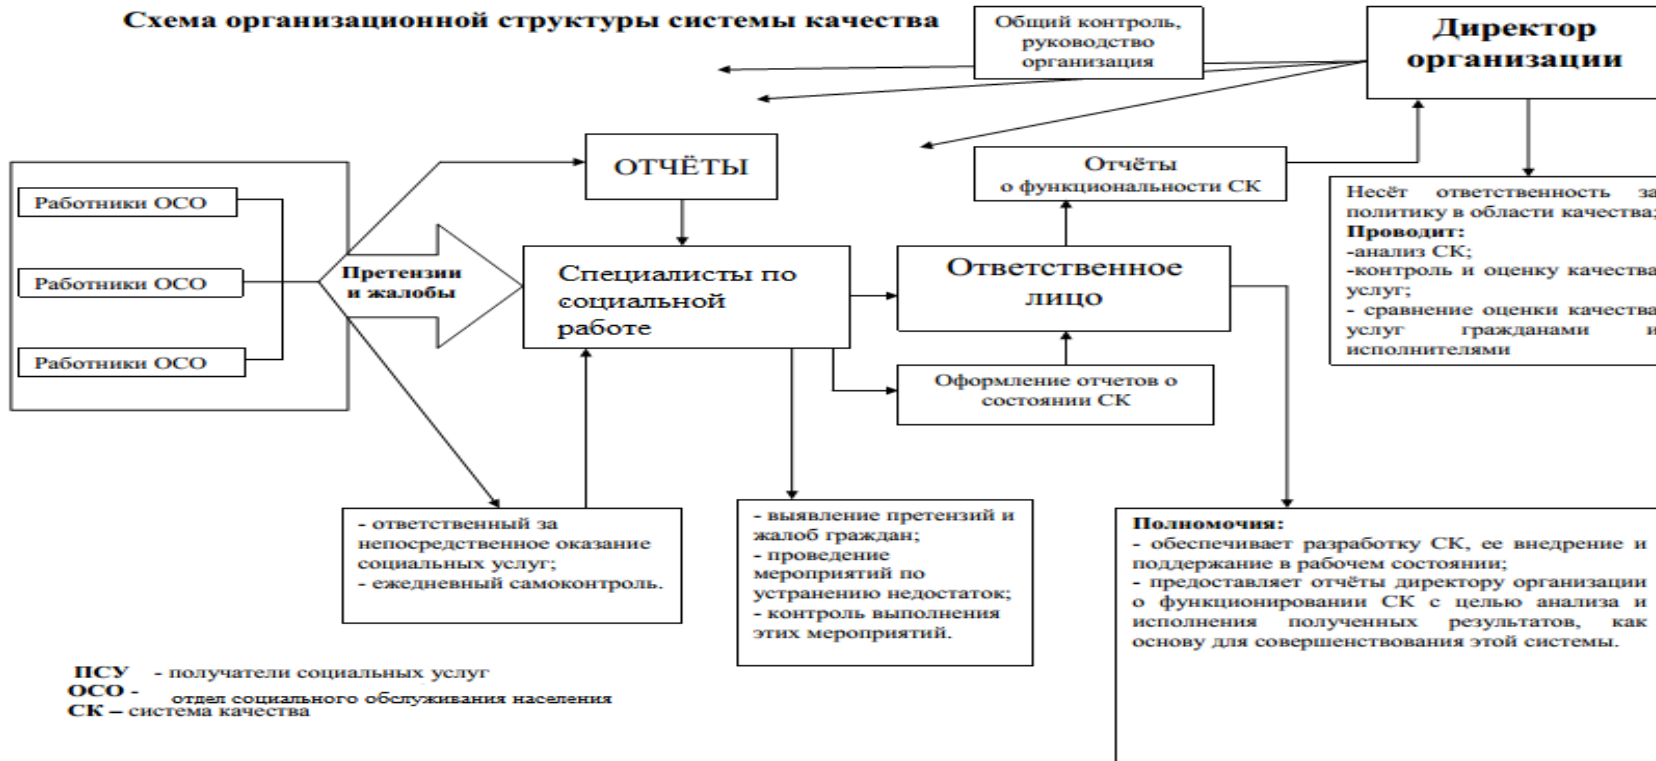 Схема организационной структуры системы качества
Общий контроль,
руководство
организация
Директор
организации
ОТЧЁТЫ
Отчёты
о функциональности СК
Несёт ответственность за
политику в области качества;
Проводит:
-анализ СК;
-контроль и оценку качества
услуг;
- сравнение оценки качества
услуг гражданами и
исполнителями
Работники ОСО
Работники ОСО
Работники ОСО
Претензии
и жалобы
Специалисты по
социальной
работе
Ответственное
лицо
Оформление отчетов о
состоянии СК
- ответственный за
непосредственное оказание
социальных услуг;
- ежедневный самоконтроль.
- выявление претензий и
жалоб граждан;
- проведение
мероприятий по
устранению недостаток;
- контроль выполнения
этих мероприятий.
Полномочия:
- обеспечивает разработку СК, ее внедрение и
поддержание в рабочем состоянии;
- предоставляет отчёты директору организации
о функционировании СК с целью анализа и
исполнения полученных результатов, как
основу для совершенствования этой системы.
ПСУ - получатели социальных услуг
ОСО - отдел социального обслуживания населения
СК – система качества